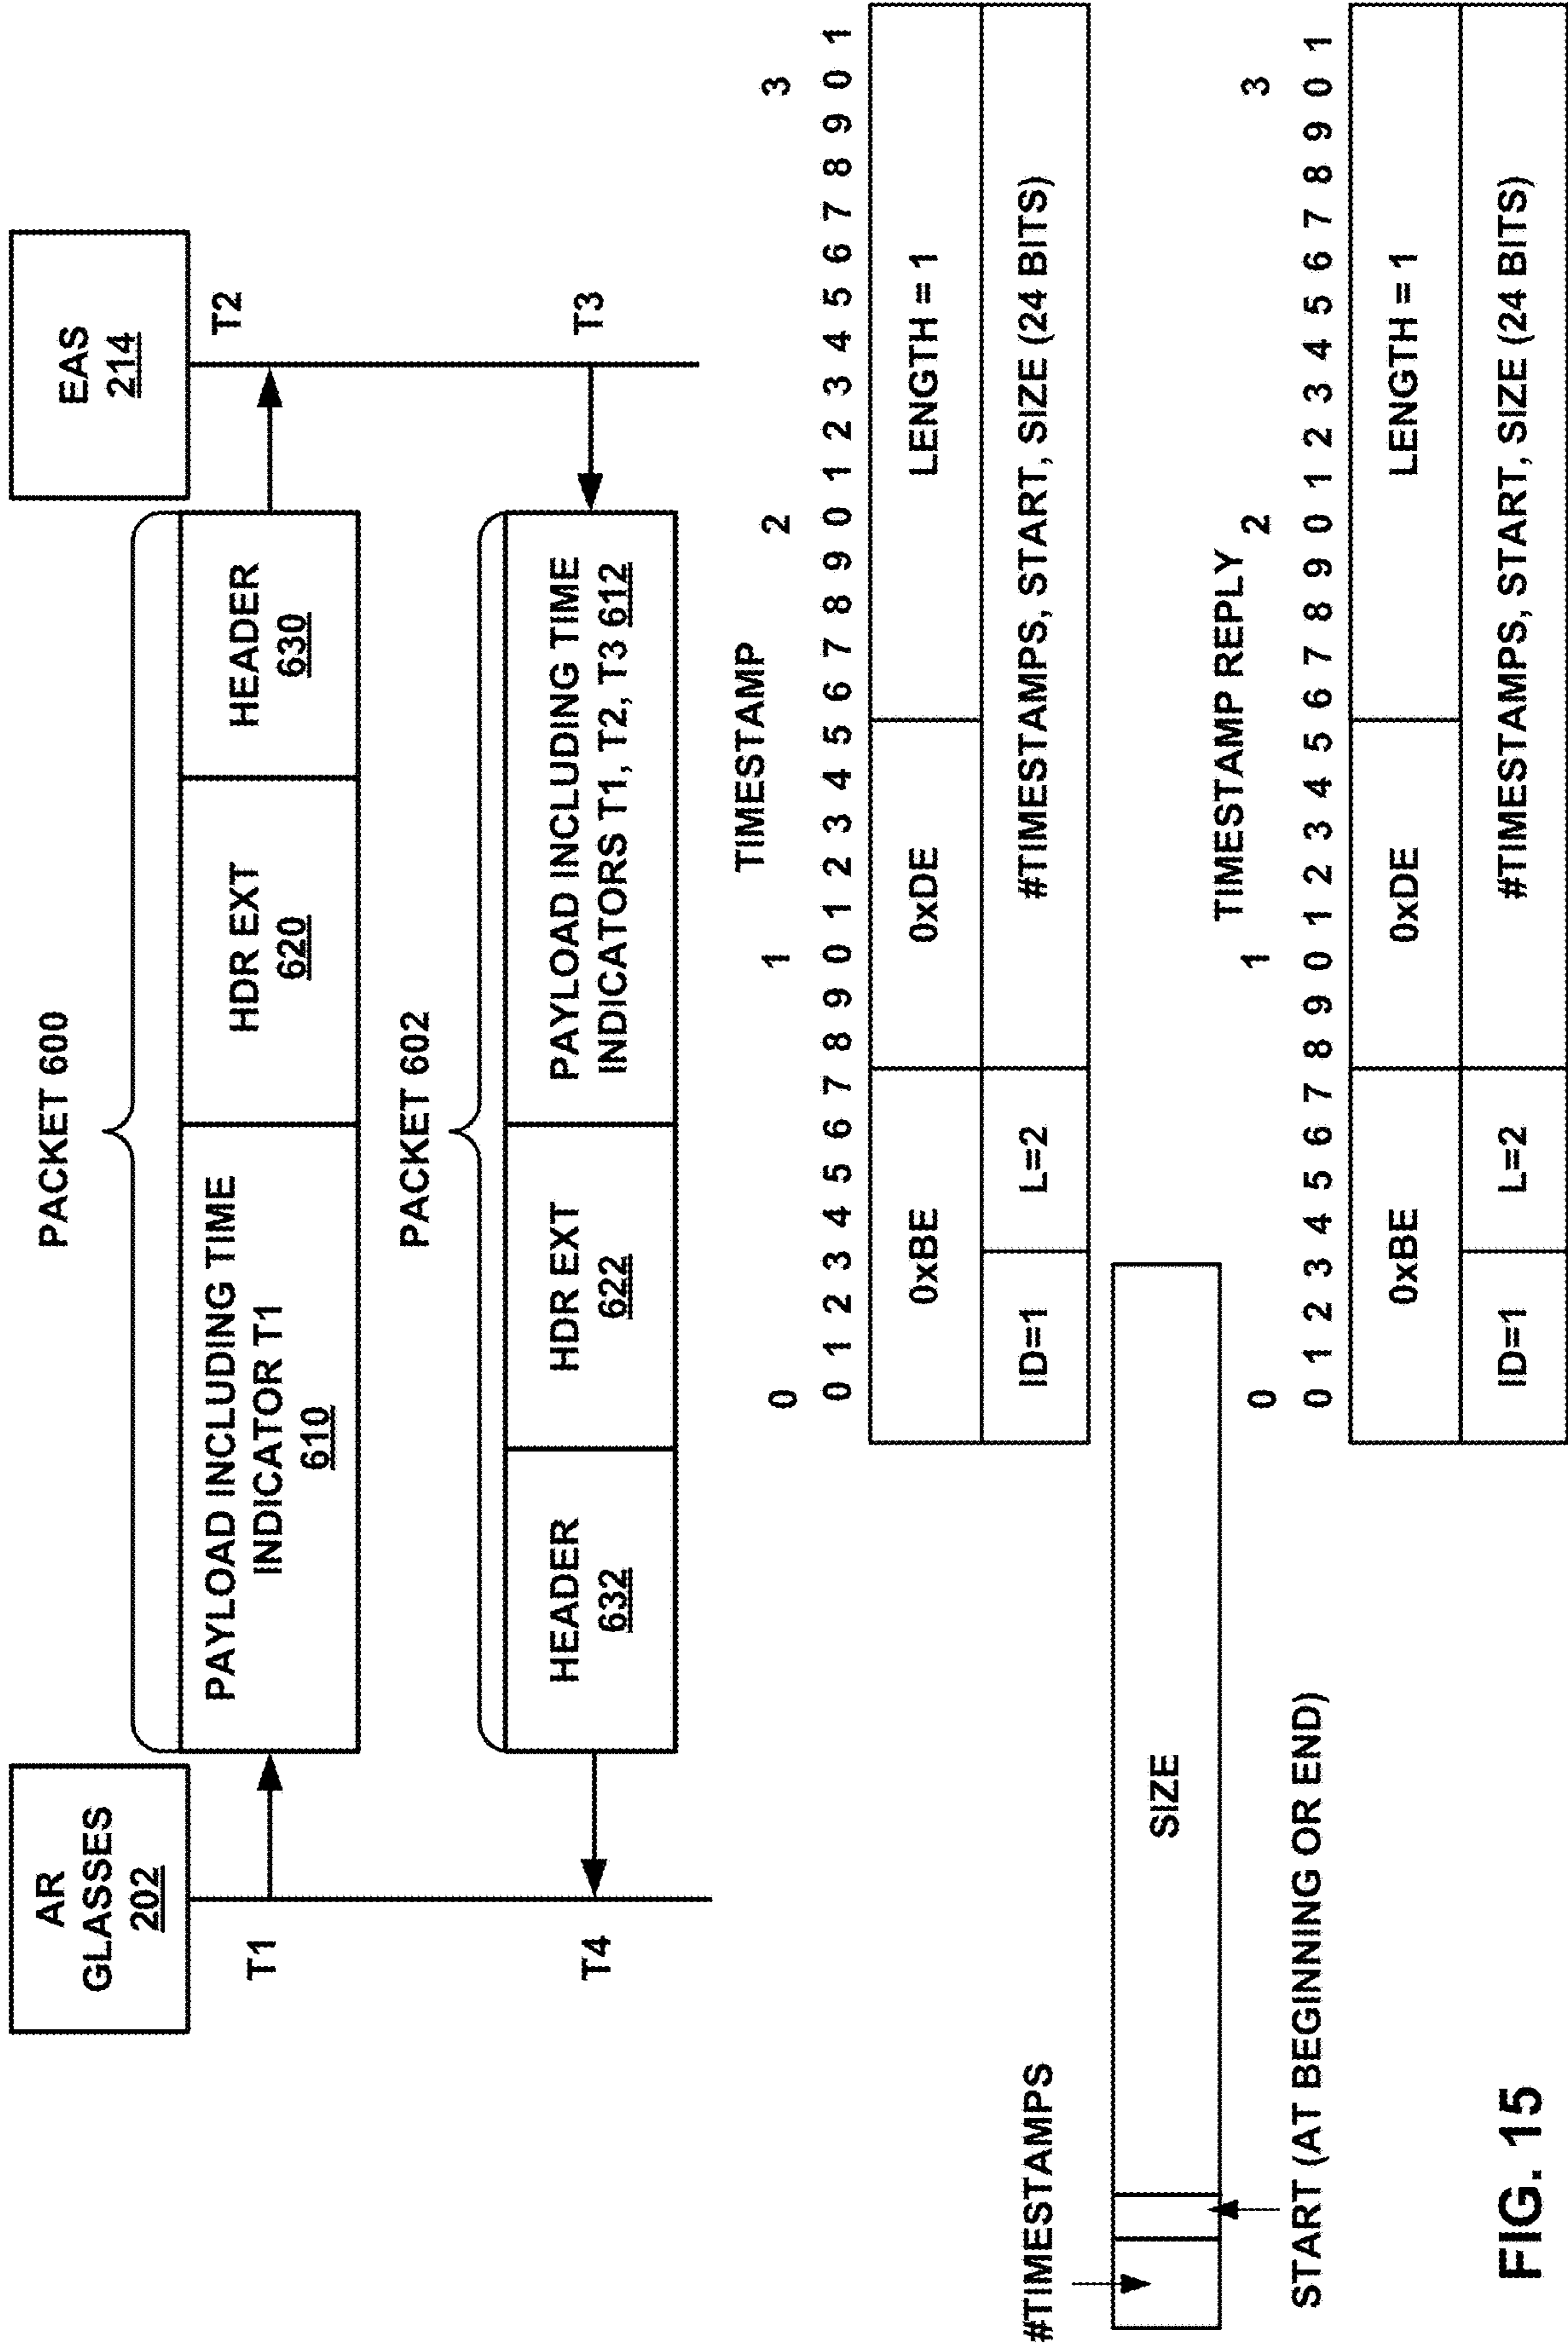 AR
GLASSES
202
EAS
214
PACKET 600
T1
PAYLOAD INCLUDING TIME
INDICATOR T1
610
HDR EXT
620
HEADER
630
T2
PACKET 602
T4
HEADER
632
HDR EXT
622
PAYLOAD INCLUDING TIME
INDICATORS T1, T2, T3 612
T3
TIMESTAMP
0 1 2 3
0 1 2 3 4 5 6 7 8 9 0 1 2 3 4 5 6 7 8 9 0 1 2 3 4 5 6 7 8 9 0 1
0xBE 0xDE LENGTH = 1
ID=1 L=2 #TIMESTAMPS, START, SIZE (24 BITS)
#TIMESTAMPS
SIZE
START (AT BEGINNING OR END)
TIMESTAMP REPLY
0 1 2 3
0 1 2 3 4 5 6 7 8 9 0 1 2 3 4 5 6 7 8 9 0 1 2 3 4 5 6 7 8 9 0 1
0xBE 0xDE LENGTH = 1
ID=1 L=2 #TIMESTAMPS, START, SIZE (24 BITS)
FIG. 15